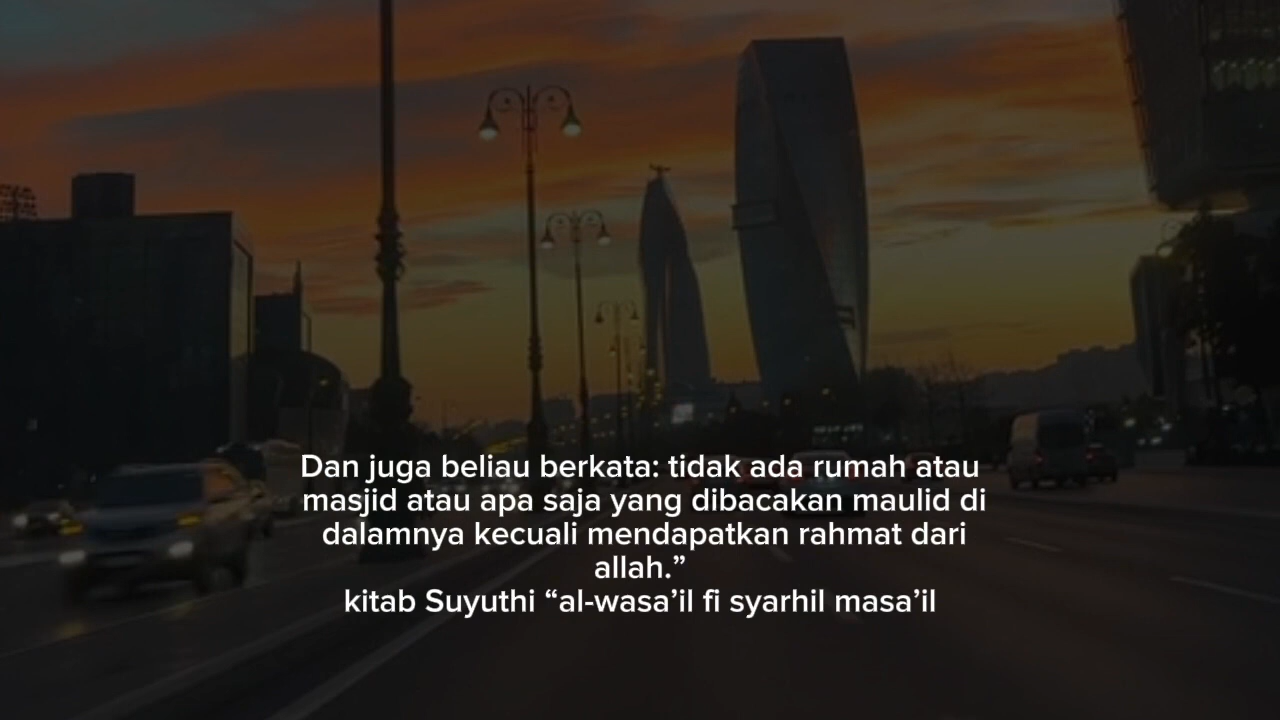 Dan juga beliau berkata: tidak ada rumah atau
masjid atau apa saja yang dibacakan maulid di
dalamnya kecuali mendapatkan rahmat dari
allah.”
kitab Suyuthi “al-wasa’il fi syarhil masa’il